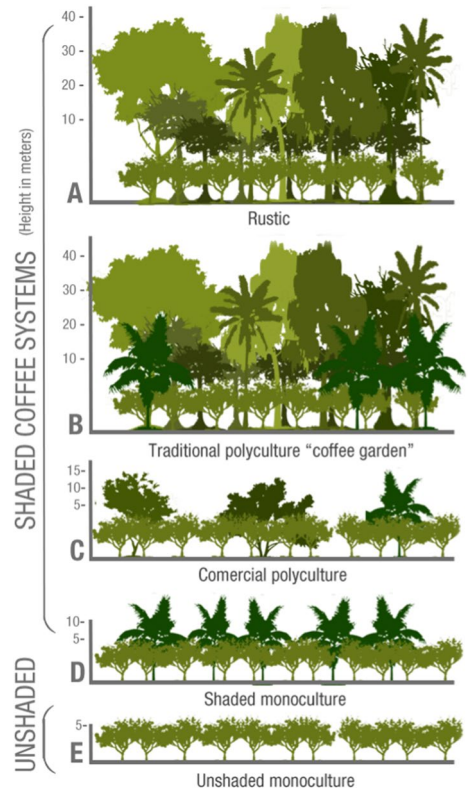 SHADED COFFEE SYSTEMS (Height in meters)
40-
30-
20-
10-
A
Rustic
40-
30-
20-
10-
B
Traditional polyculture “coffee garden”
15-
10-
5-
C
Comercial polyculture
10-
5-
D
Shaded monoculture
UNSHADED
5-
E
Unshaded monoculture